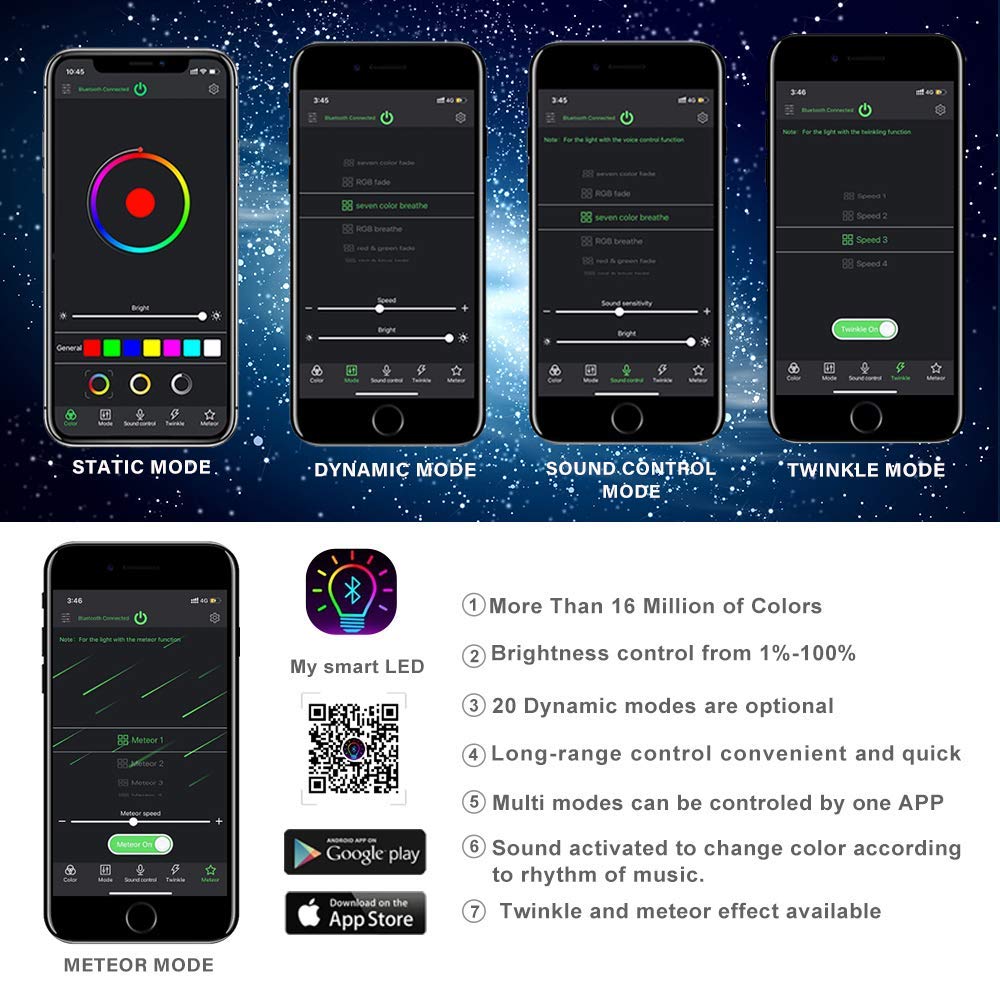 10:45
Bluetooth Connected
Bright
General
Color
Mode
Sound control
Twinkle
Meteor
STATIC MODE
3:45
4G
Bluetooth Connected
seven color fade
RGB fade
seven color breathe
RGB breathe
red & green fade
Speed
Bright
Color
Mode
Sound control
Twinkle
Meteor
DYNAMIC MODE
3:45
4G
Bluetooth Connected
Note: For the light with the voice control function
seven color fade
RGB fade
seven color breathe
RGB breathe
red & green fade
Sound sensitivity
Bright
Color
Mode
Sound control
Twinkle
Meteor
SOUND CONTROL
MODE
3:46
4G
Bluetooth Connected
Note: For the light with the twinkling function
Speed 1
Speed 2
Speed 3
Speed 4
Twinkle On
Color
Mode
Sound control
Twinkle
Meteor
TWINKLE MODE
3:46
4G
Bluetooth Connected
Note: For the light with the meteor function
Meteor 1
Meteor 2
Meteor 3
Meteor speed
Meteor On
Color
Mode
Sound control
Twinkle
Meteor
METEOR MODE
My smart LED
ANDROID APP ON
Google play
Download on the
App Store
1 More Than 16 Million of Colors
2 Brightness control from 1%-100%
3 20 Dynamic modes are optional
4 Long-range control convenient and quick
5 Multi modes can be controled by one APP
6 Sound activated to change color according
to rhythm of music.
7 Twinkle and meteor effect available